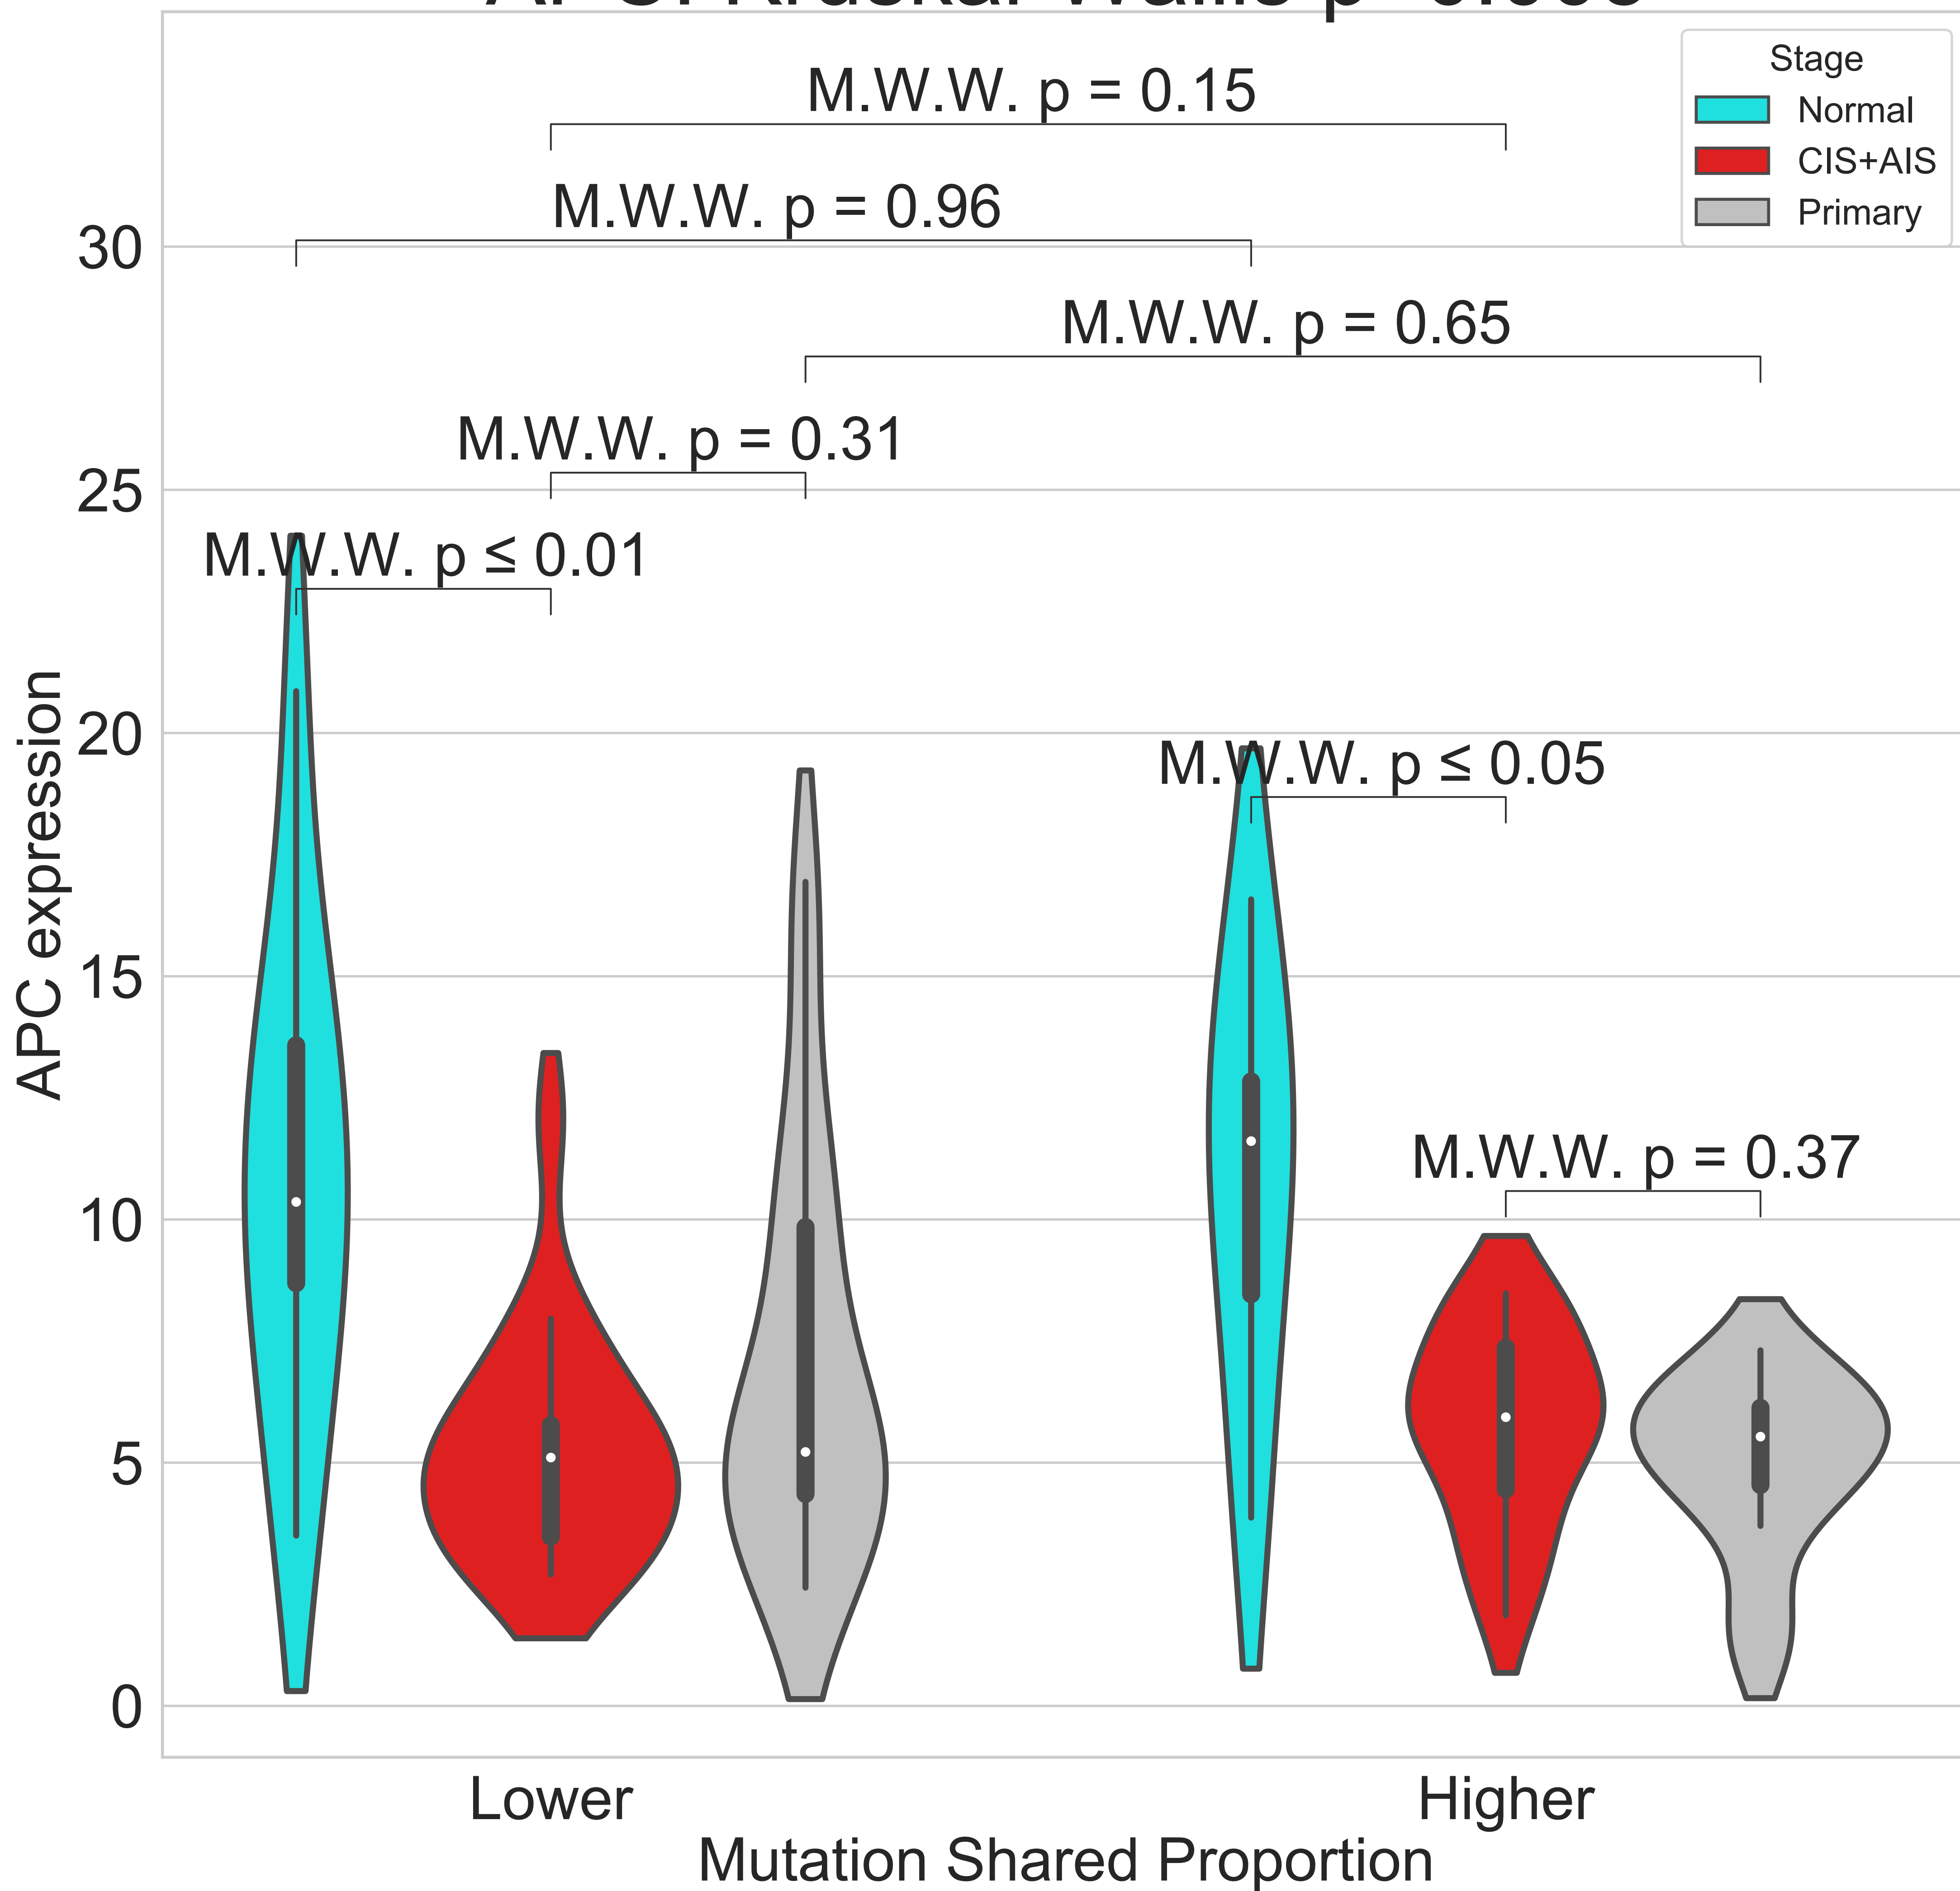 Stage
Normal
CIS+AIS
Primary
M.W.W. p = 0.15
M.W.W. p = 0.96
M.W.W. p = 0.65
M.W.W. p = 0.31
M.W.W. p ≤ 0.01
M.W.W. p ≤ 0.05
M.W.W. p = 0.37
APC expression
30
25
20
15
10
5
0
Lower
Higher
Mutation Shared Proportion